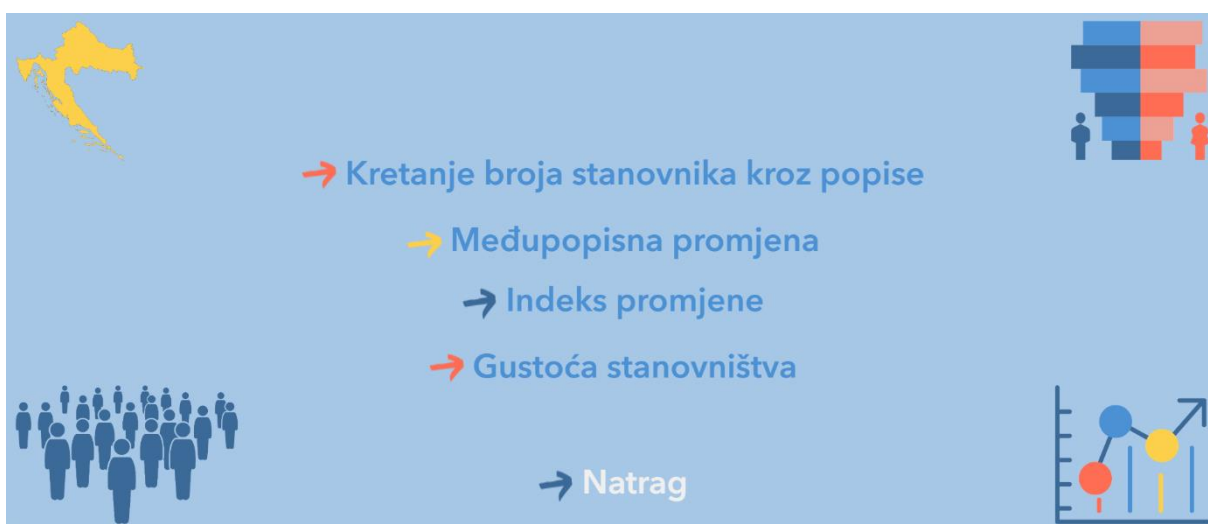 Kretanje broja stanovnika kroz popise
Međupopisna promjena
Indeks promjene
Gustoća stanovništva
Natrag